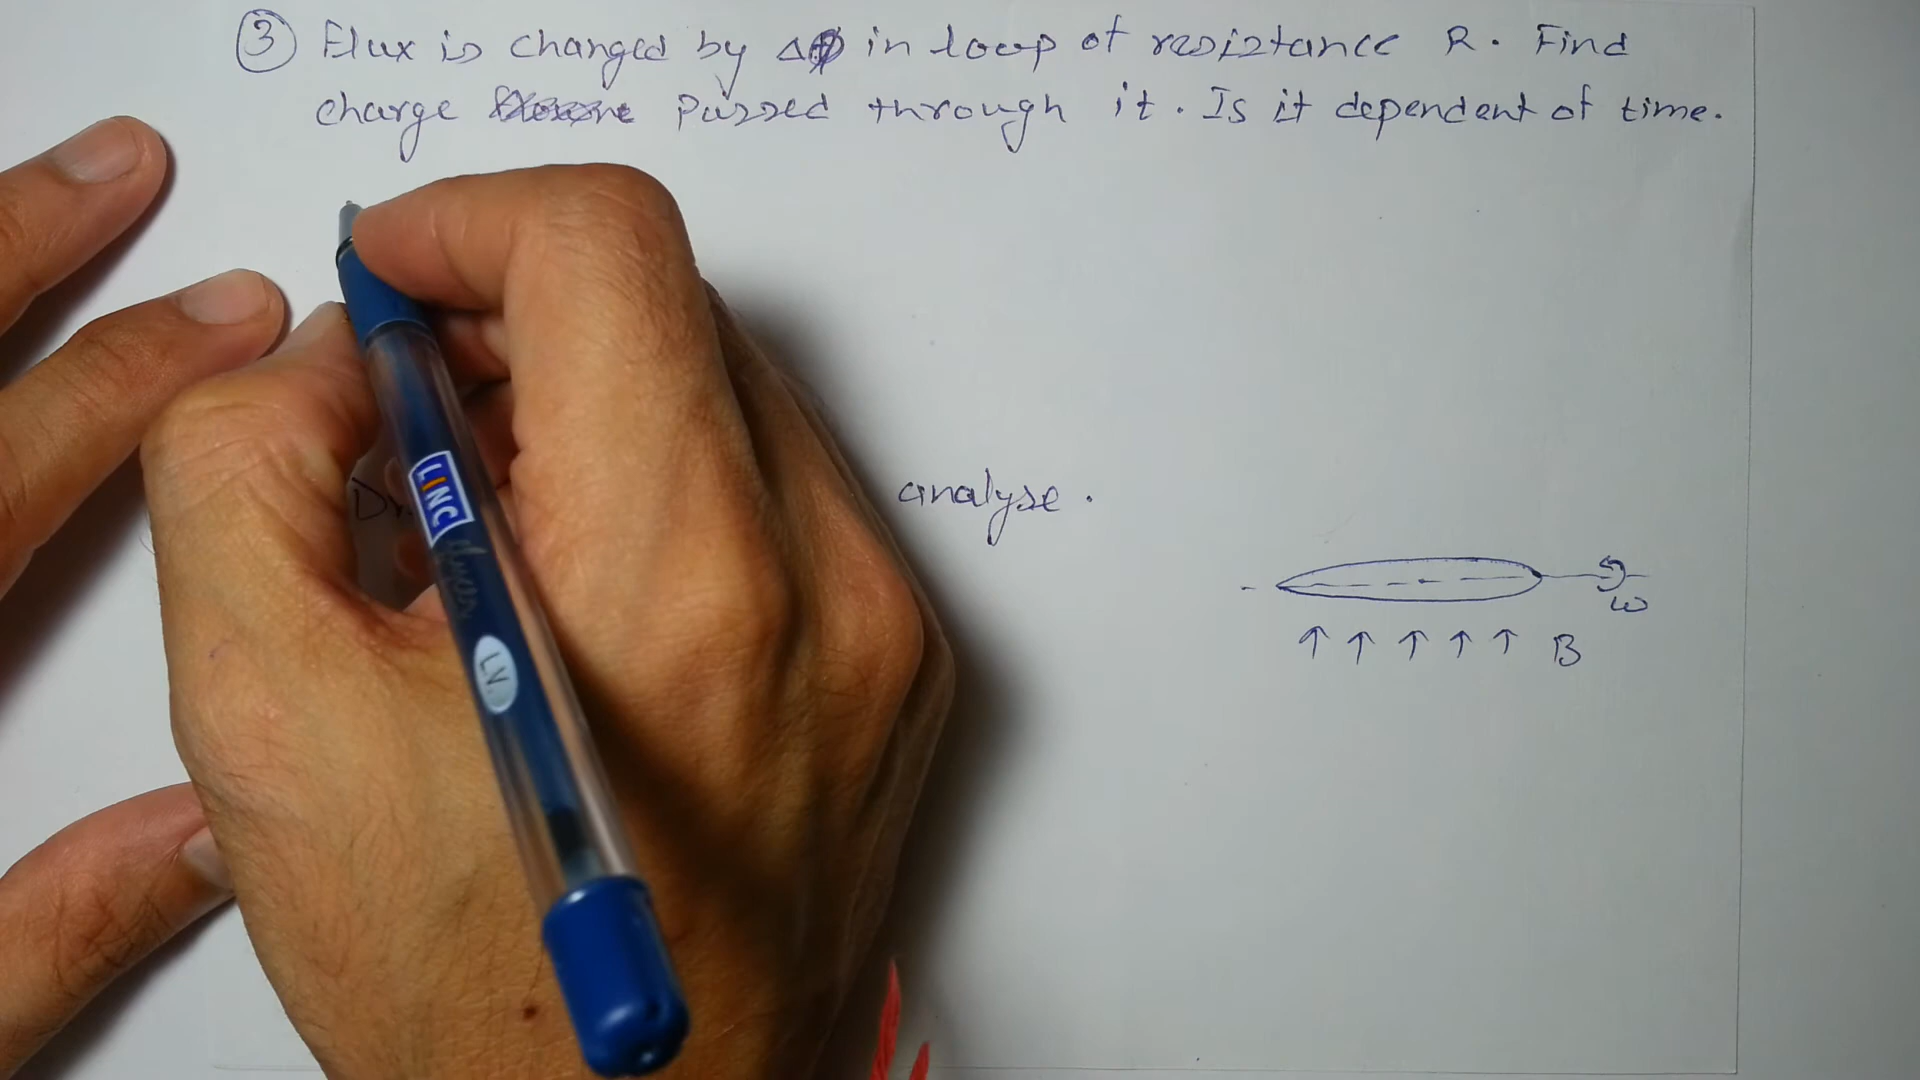 ③ Flux is changed by Δϕ in loop of resistance R. Find
charge passed through it. Is it dependent of time.
analyse.
ω
↑ ↑ ↑ ↑ ↑ B
LINC
LV.